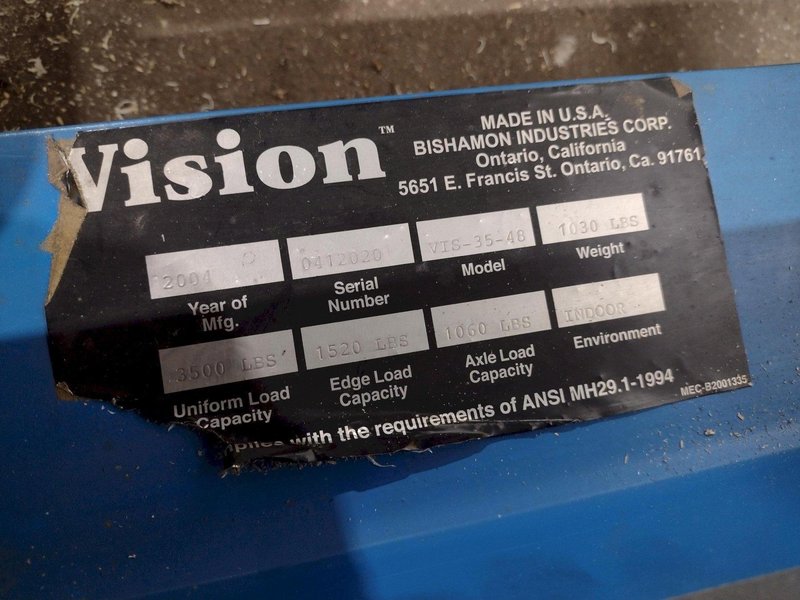 Vision™
MADE IN U.S.A.
BISHAMON INDUSTRIES CORP.
Ontario, California
5651 E. Francis St. Ontario, Ca. 91761
2004
0412020
VIS-35-48
1030 LBS
Year of
Mfg.
Serial
Number
Model
Weight
3500 LBS
1520 LBS
1060 LBS
INDOOR
Uniform Load
Capacity
Edge Load
Capacity
Axle Load
Capacity
Environment
with the requirements of ANSI MH29.1-1994
MEC-B2001335